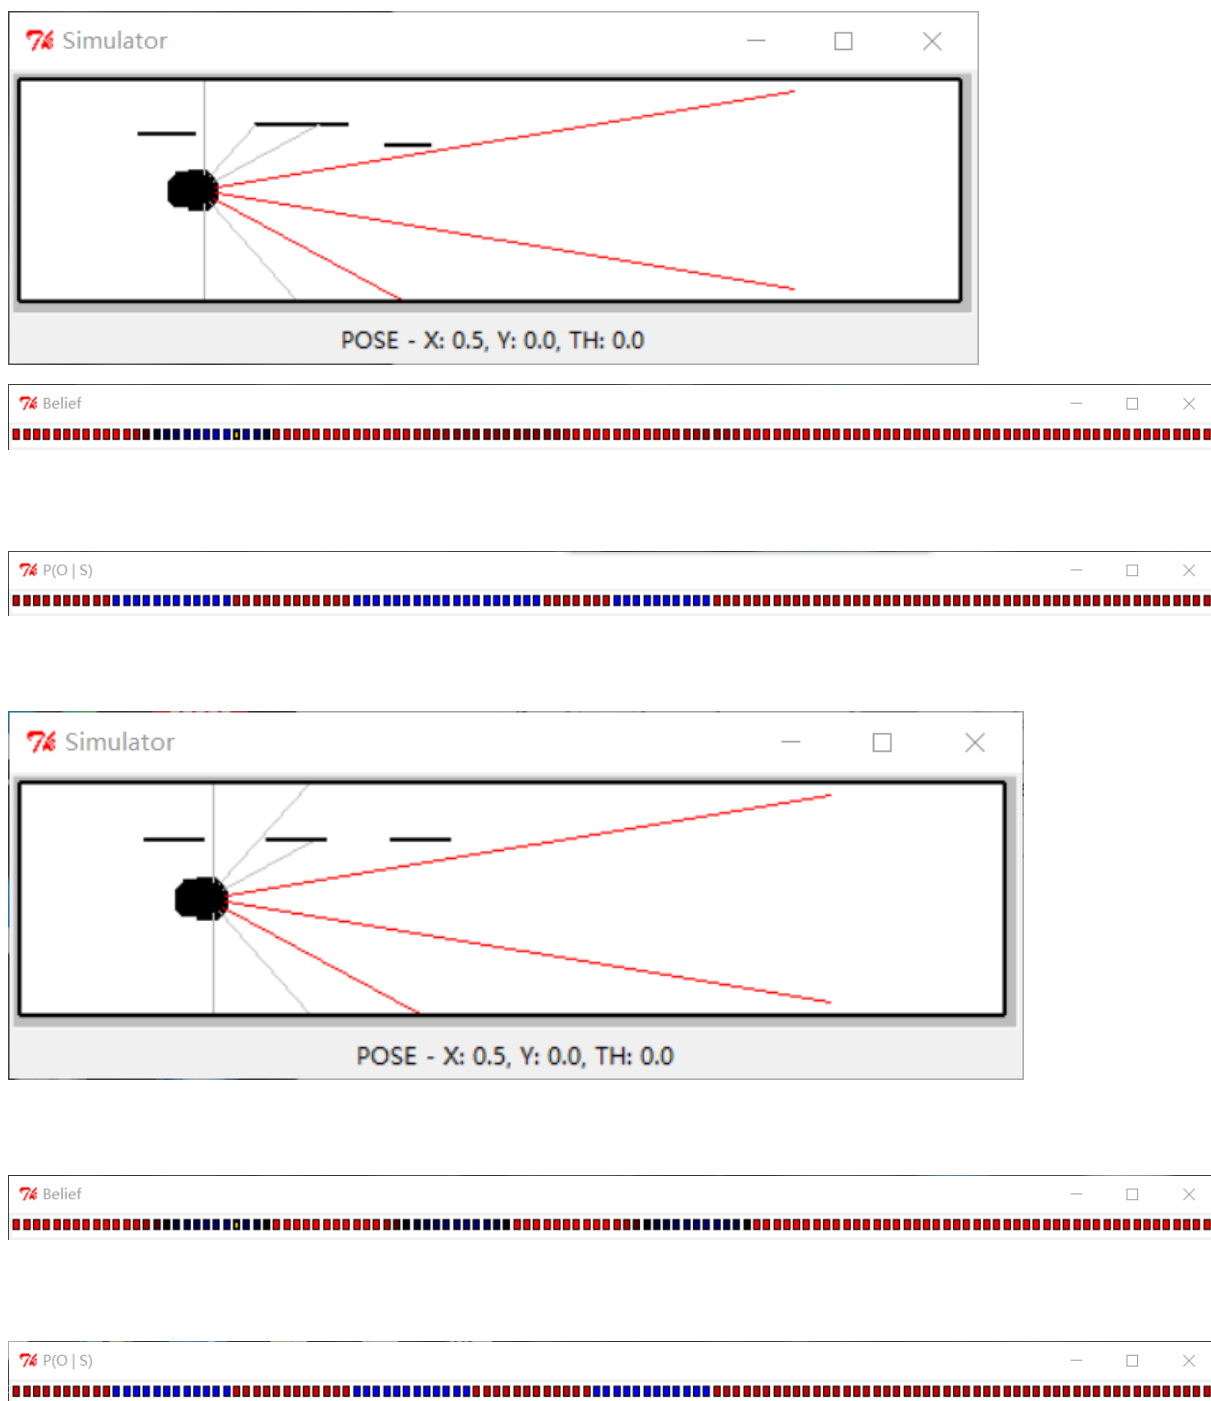 Simulator
POSE - X: 0.5, Y: 0.0, TH: 0.0
Belief
P(O | S)
Simulator
POSE - X: 0.5, Y: 0.0, TH: 0.0
Belief
P(O | S)